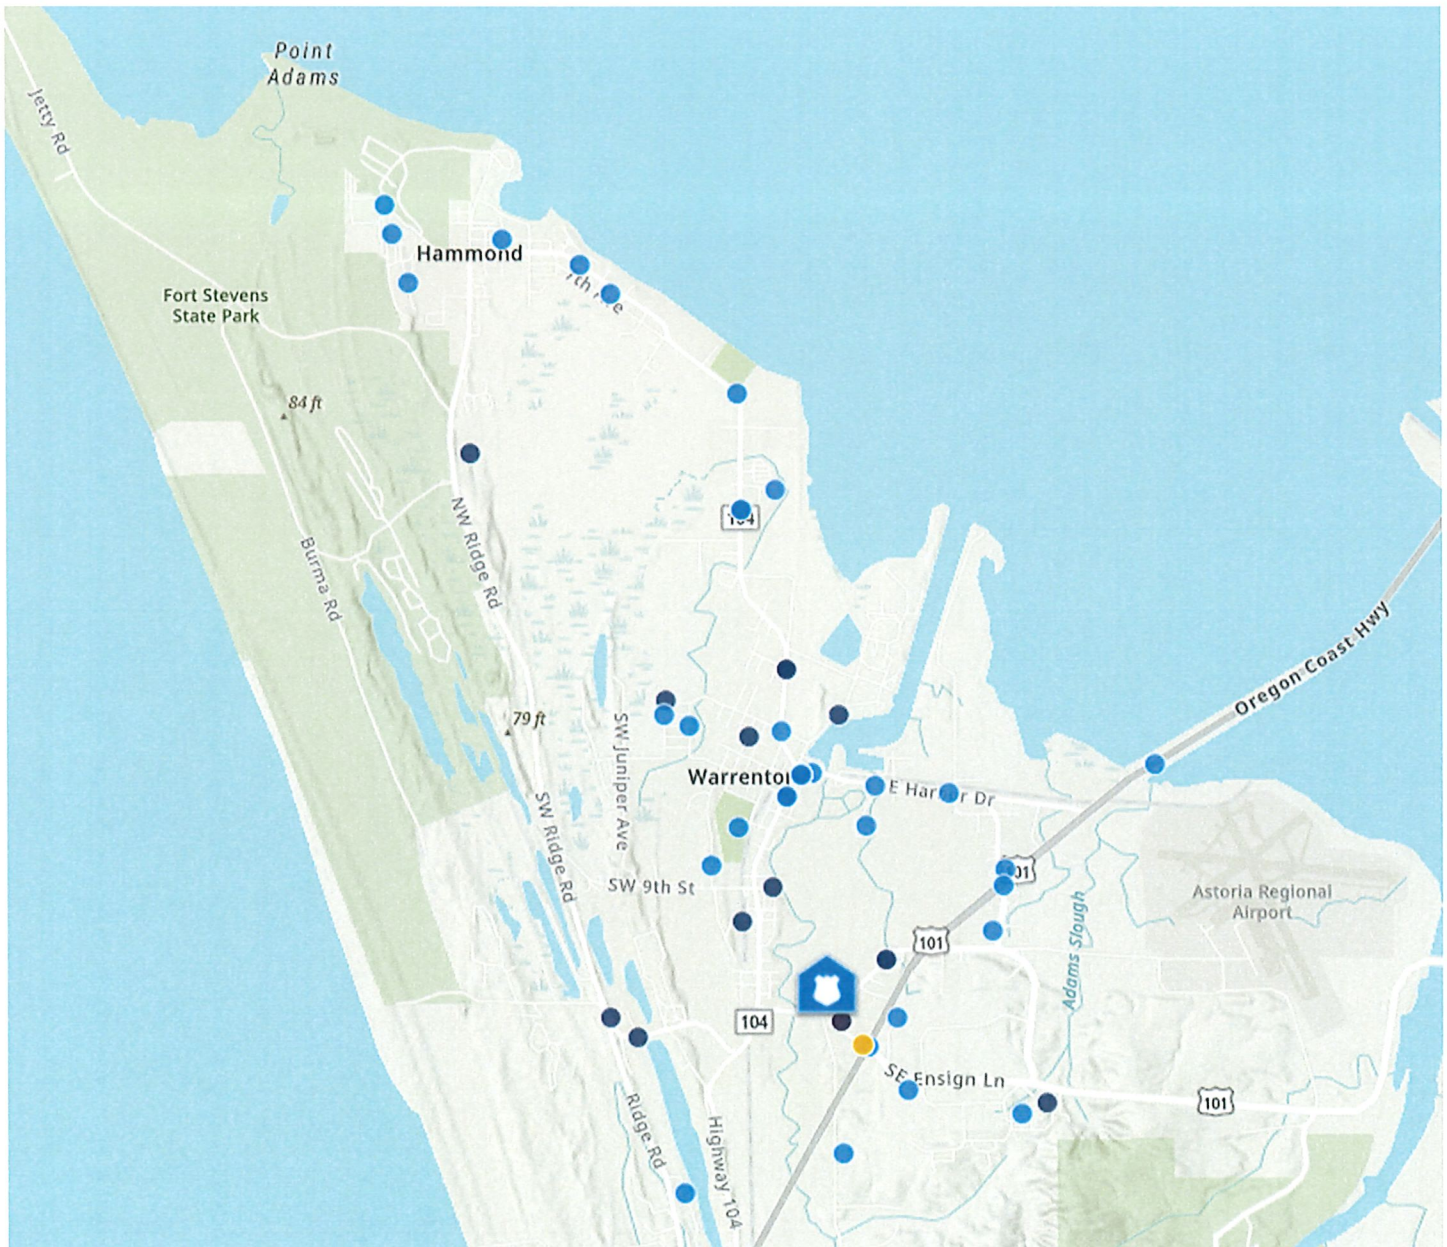 Point
Adams
Jetty Rd
Hammond
Fort Stevens
State Park
84 ft
NW Ridge Rd
Burma Rd
Oregon Coast Hwy
79 ft
SW Juniper Ave
E Dr
SW Ridge Rd
SW 9th St
Astoria Regional
Airport
101
Adams Slough
104
SE Ensign Ln
101
Ridge Rd
Highway 104